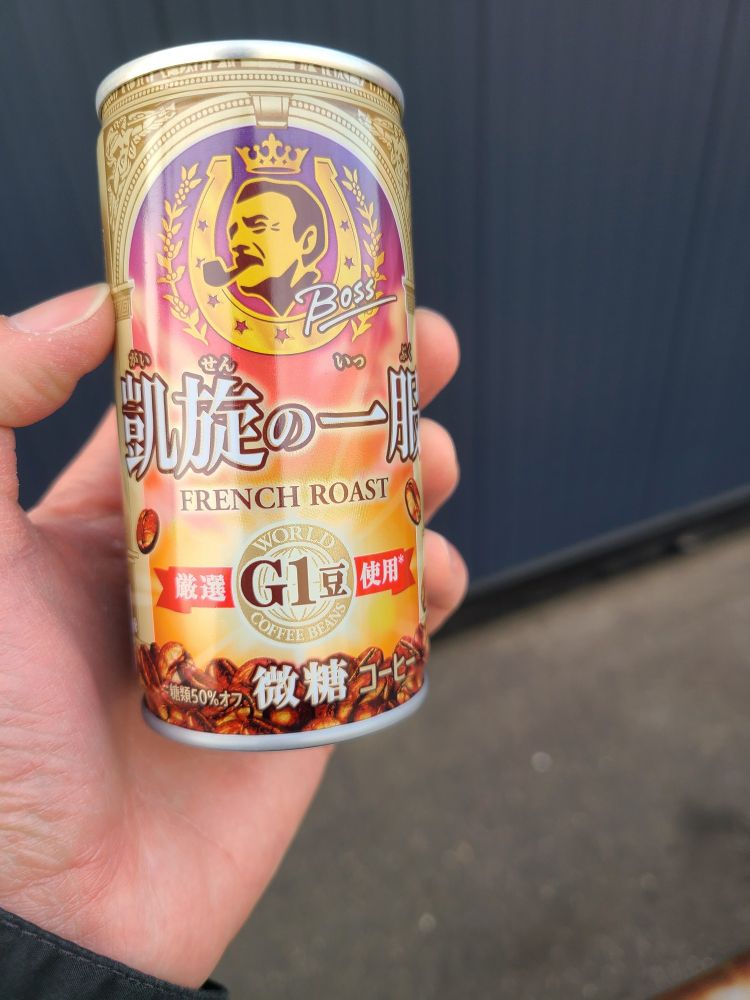 Boss
がい せん いっ ぷく
凱旋の一服
FRENCH ROAST
WORLD
厳選 G1豆 使用*
COFFEE BEANS
糖類50%オフ 微糖 コーヒー